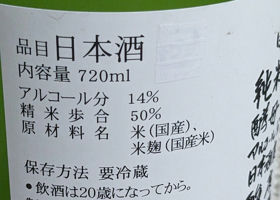 品目 日本酒
内容量 720ml
アルコール分 14%
精米歩合 50%
原材料名 米(国産)、
米麹(国産米)
保存方法 要冷蔵
●飲酒は20歳になってから。